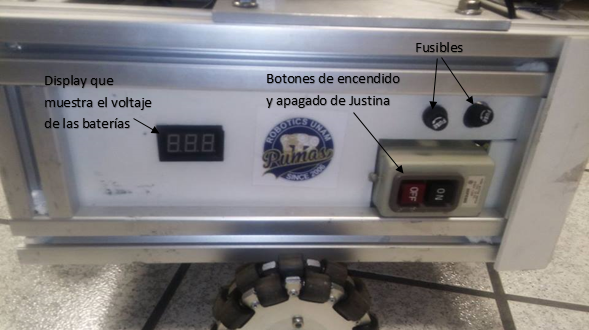 Fusibles
Display que
muestra el voltaje
de las baterías
Botones de encendido
y apagado de Justina
ROBOTICS UNAM
Pumas
SINCE 2006
OFF
ON